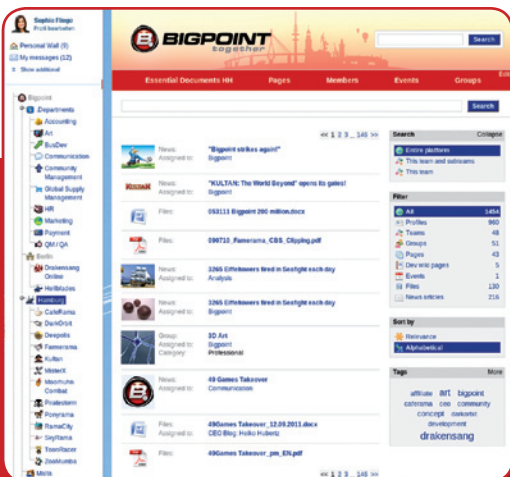 Sophie Fliego
Profil bearbeiten
Personal Wall (9)
My messages (12)
Show additional
Bigpoint
.Departments
Accounting
Art
BusDev
Communication
Community
Management
Global Supply
Management
HR
Marketing
Payment
QM / QA
Berlin
Drakensang
Online
Hellblades
Hamburg
CafeRama
DarkOrbit
Deepolis
Farmerama
Kultan
MisteX
Moomuhs
Combat
Piratestorm
Ponyrama
RamaCity
SkyRama
ToonRacer
ZooMumba
Malta
BIGPOINT
together
Search
Essential Documents HH Pages Members Events Groups
Search
<< 1 2 3 ... 146 >>
News: "Bigpoint strikes again!"
Assigned to: Bigpoint
KULTAN
News: "KULTAN: The World Beyond" opens its gates!
Assigned to: Bigpoint
Files: 053111 Bigpoint 200 million.docx
Files: 090710_Famerama_CBS_Clipping.pdf
News: 3265 Eiffeltowers fired in Seafight each day
Assigned to: Analysis
News: 3265 Eiffeltowers fired in Seafight each day
Assigned to: Bigpoint
Group: 3D Art
Assigned to: Bigpoint
Category: Professional
News: 49 Games Takeover
Assigned to: Communication
Files: 49Games Takeover_12.09.2011.docx
Assigned to: CEO Blog: Heiko Hubertz
Files: 49Games Takeover_pm_EN.pdf
<< 1 2 3 ... 146 >>
Search Collapse
Entire platform
This team and subteams
This team
Filter
All 1454
Profiles 960
Teams 48
Groups 51
Pages 43
Dev wiki pages 5
Events 1
Files 130
News articles 216
Sort by
Relevance
Alphabetical
Tags More
affiliate art bigpoint
caferama ceo community
concept darkorbit
development
drakensang